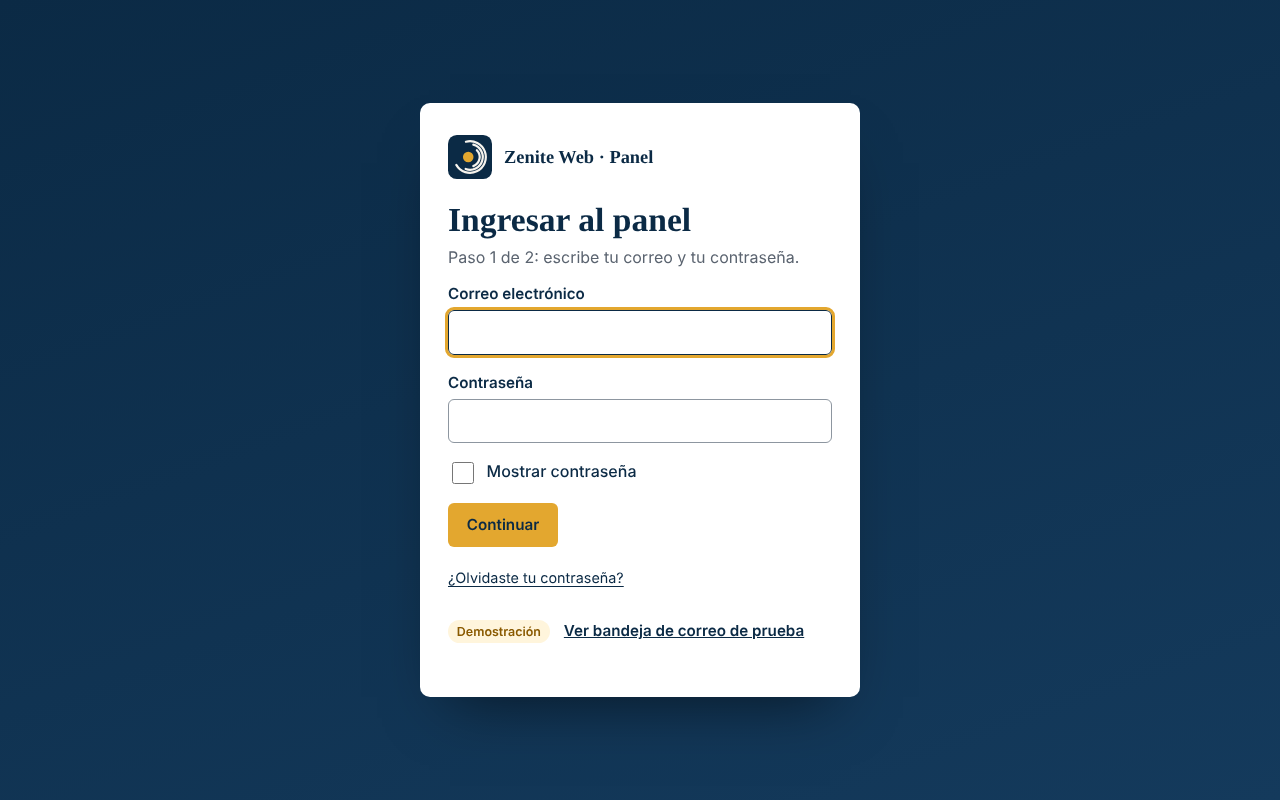 Zenite Web · Panel
Ingresar al panel
Paso 1 de 2: escribe tu correo y tu contraseña.
Correo electrónico
Contraseña
Mostrar contraseña
Continuar
¿Olvidaste tu contraseña?
Demostración Ver bandeja de correo de prueba